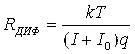 R_ДИФ = kT / (I + I_0)q